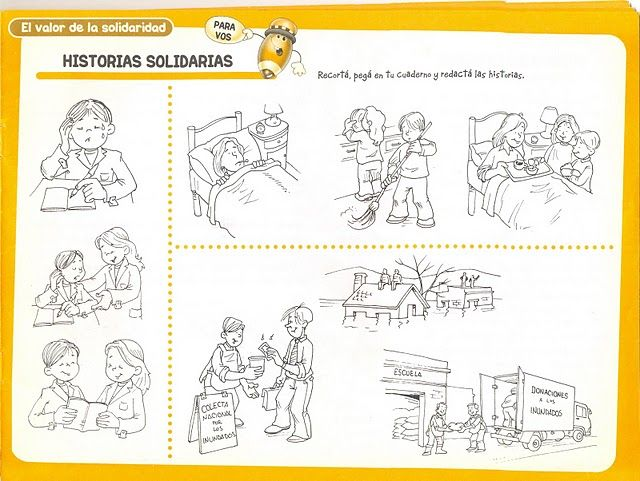 El valor de la solidaridad
PARA
VOS
HISTORIAS SOLIDARIAS
Recortá, pegá en tu cuaderno y redactá las historias.
COLECTA
NACIONAL
POR
LOS
INUNDADOS
ESCUELA
DONACIONES
A LOS
INUNDADOS